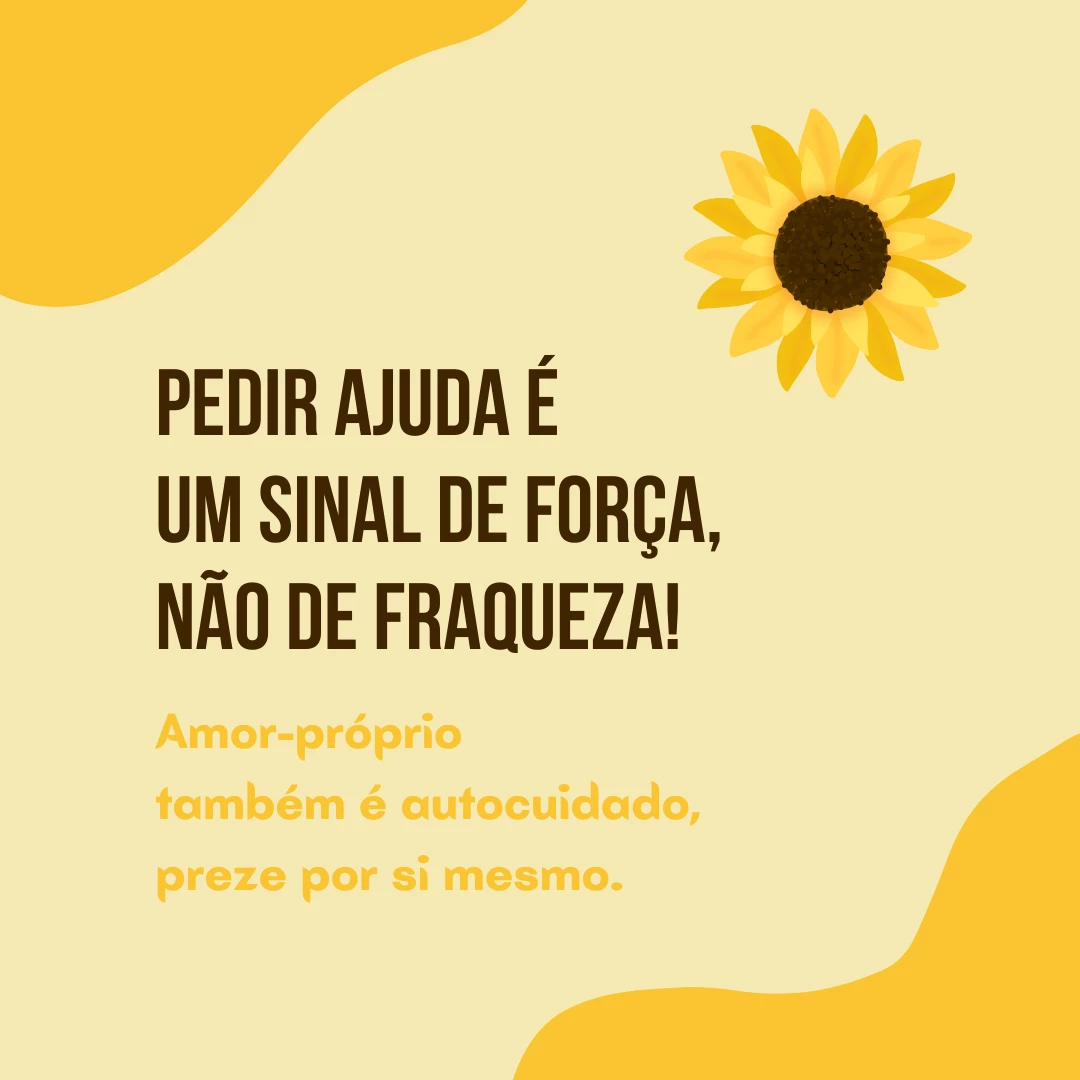 PEDIR AJUDA É
UM SINAL DE FORÇA,
NÃO DE FRAQUEZA!
Amor-próprio
também é autocuidado,
preze por si mesmo.